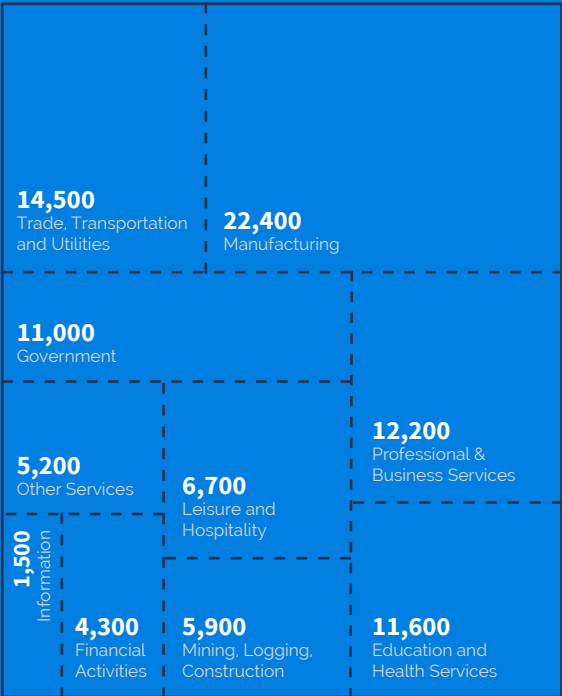 14,500
Trade, Transportation
and Utilities
22,400
Manufacturing
11,000
Government
12,200
Professional &
Business Services
5,200
Other Services
6,700
Leisure and
Hospitality
1,500
Information
4,300
Financial
Activities
5,900
Mining, Logging,
Construction
11,600
Education and
Health Services